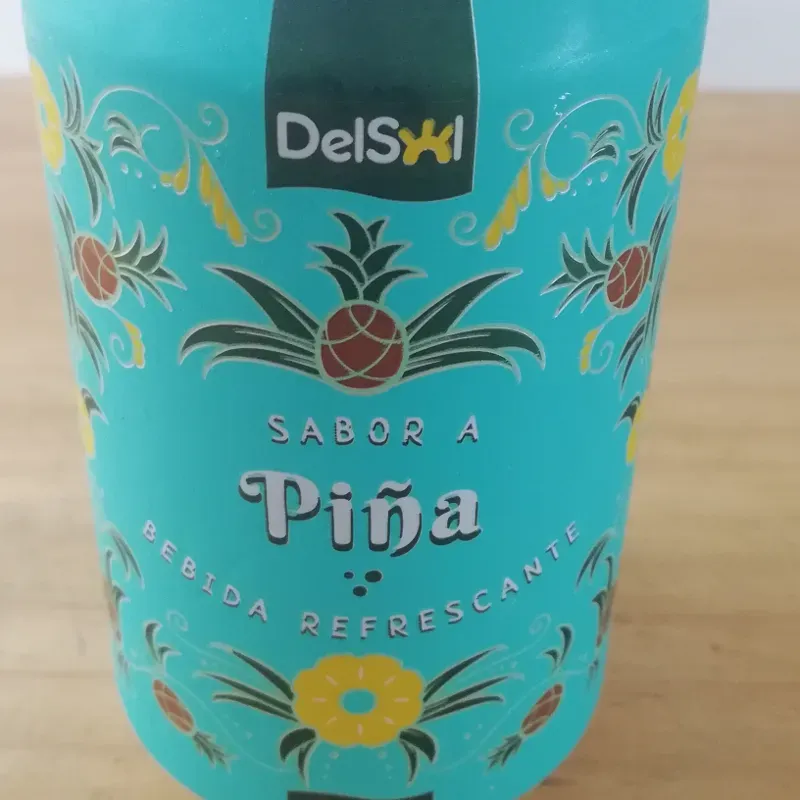 DelSol
SABOR A
Piña
BEBIDA REFRESCANTE